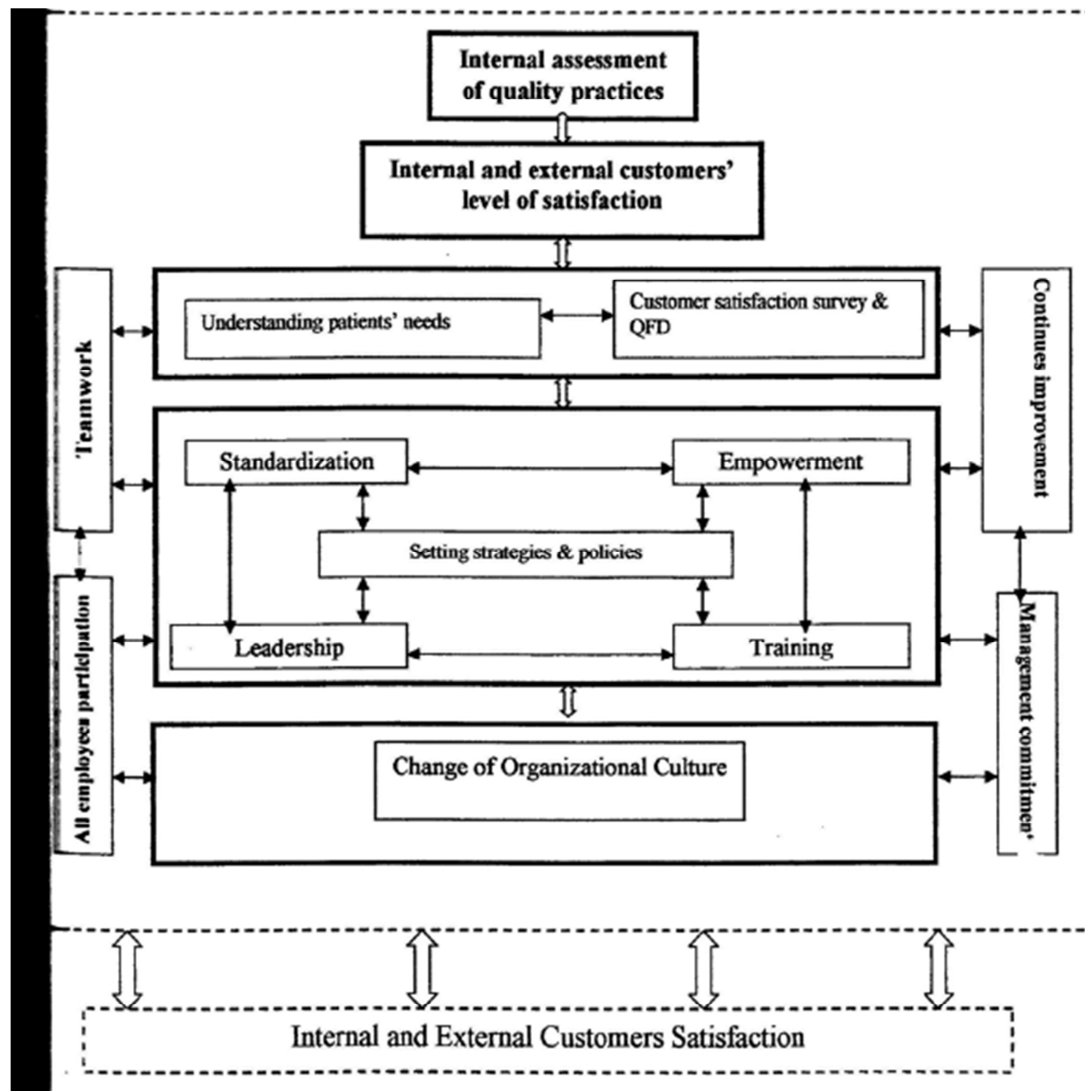 Internal assessment
of quality practices
Internal and external customers'
level of satisfaction
Teamwork
Understanding patients' needs
Customer satisfaction survey &
QFD
Continues improvement
Standardization
Empowerment
Setting strategies & policies
Leadership
Training
All employees participation
Management commitmen
Change of Organizational Culture
Internal and External Customers Satisfaction